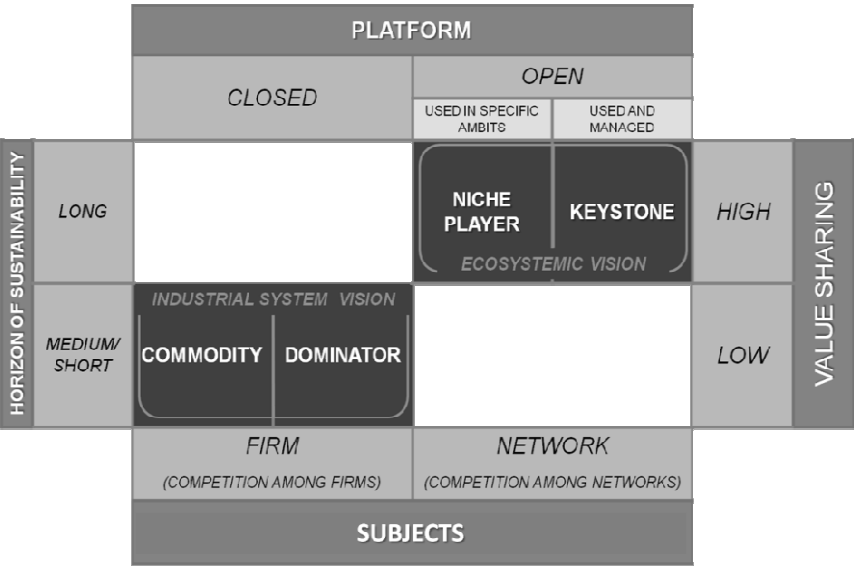 PLATFORM
CLOSED
OPEN
USED IN SPECIFIC
AMBITS
USED AND
MANAGED
HORIZON OF SUSTAINABILITY
LONG
NICHE
PLAYER
KEYSTONE
ECOSYSTEMIC VISION
HIGH
VALUE SHARING
MEDIUM/
SHORT
INDUSTRIAL SYSTEM VISION
COMMODITY
DOMINATOR
LOW
FIRM
(COMPETITION AMONG FIRMS)
NETWORK
(COMPETITION AMONG NETWORKS)
SUBJECTS